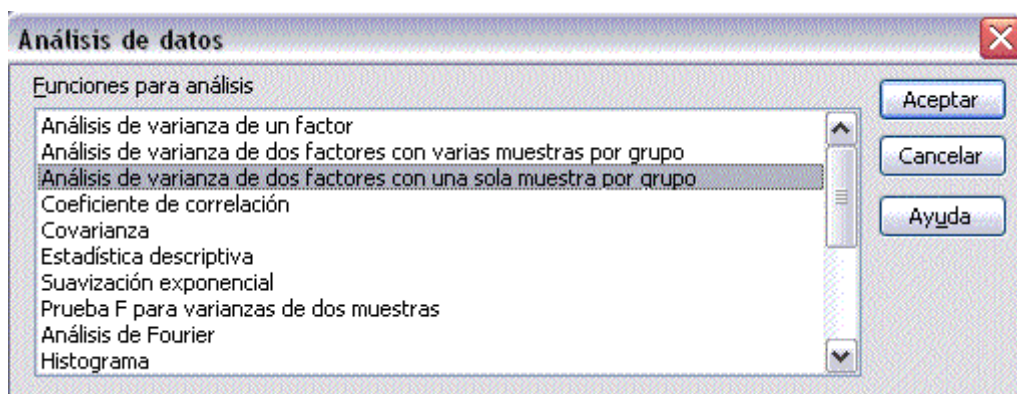 Análisis de datos
Funciones para análisis
Análisis de varianza de un factor
Análisis de varianza de dos factores con varias muestras por grupo
Análisis de varianza de dos factores con una sola muestra por grupo
Coeficiente de correlación
Covarianza
Estadística descriptiva
Suavización exponencial
Prueba F para varianzas de dos muestras
Análisis de Fourier
Histograma
Aceptar
Cancelar
Ayuda